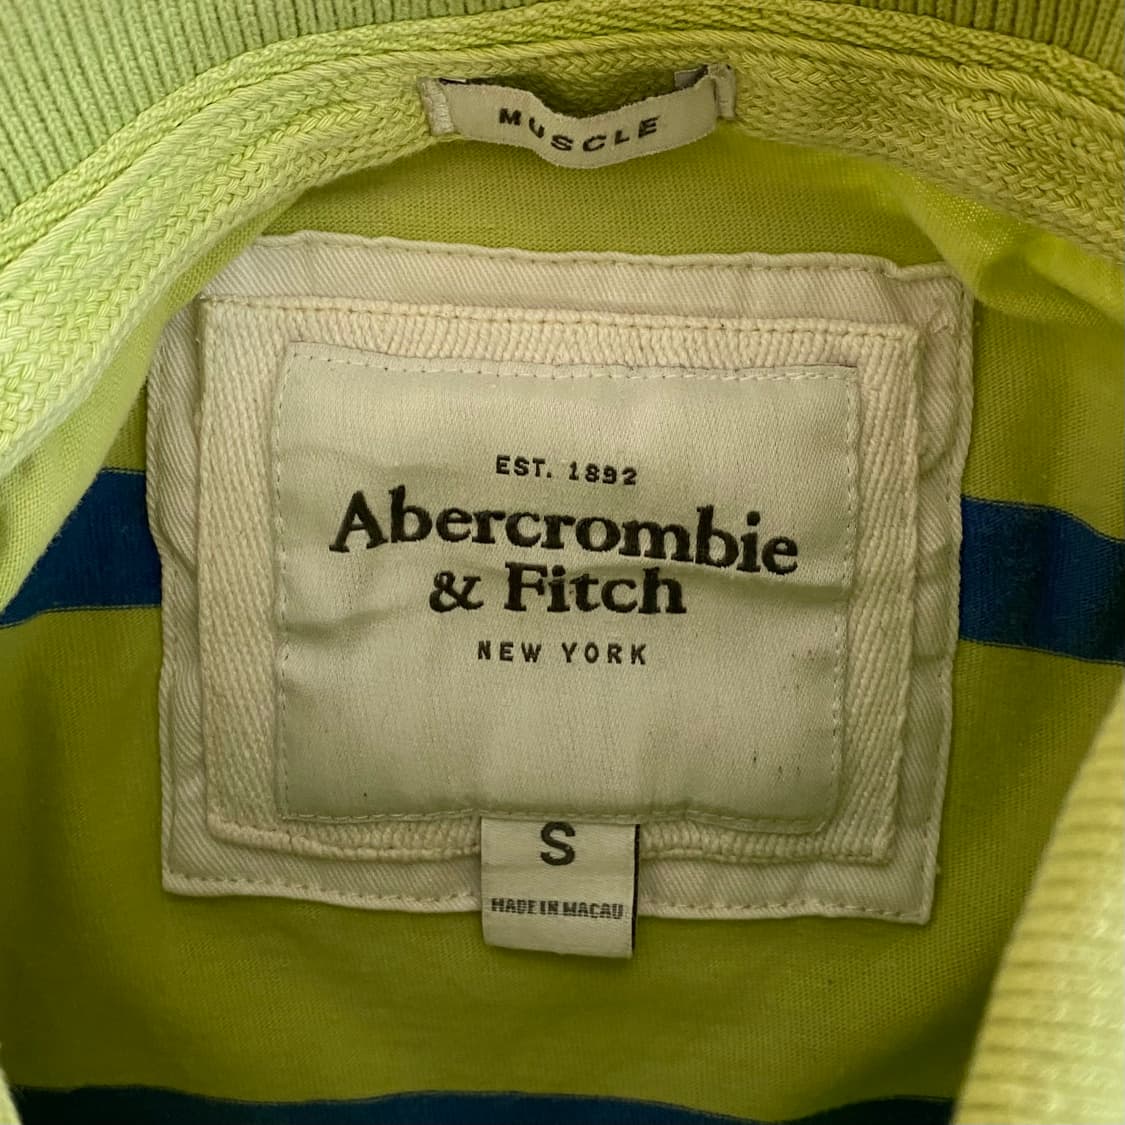 MUSCLE
EST. 1892
Abercrombie
& Fitch
NEW YORK
S
MADE IN MACAU